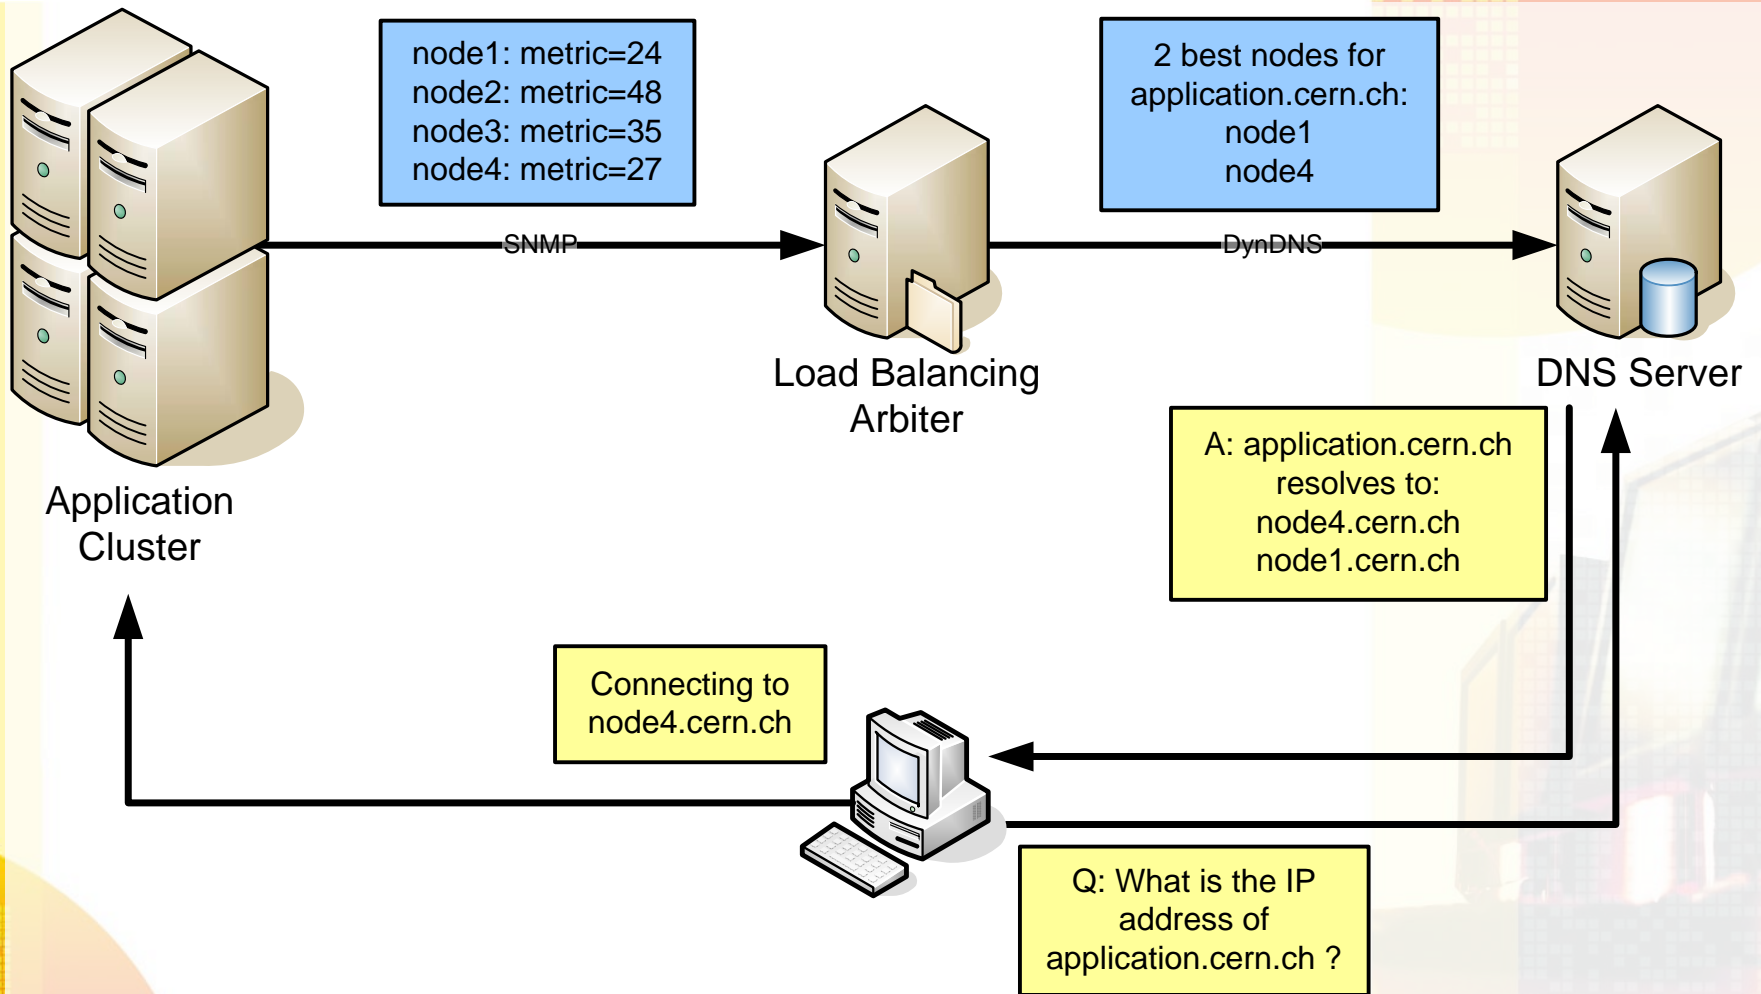 node1: metric=24
node2: metric=48
node3: metric=35
node4: metric=27
2 best nodes for
application.cern.ch:
node1
node4
SNMP
DynDNS
Load Balancing
Arbiter
DNS Server
A: application.cern.ch
resolves to:
node4.cern.ch
node1.cern.ch
Application
Cluster
Connecting to
node4.cern.ch
Q: What is the IP
address of
application.cern.ch ?